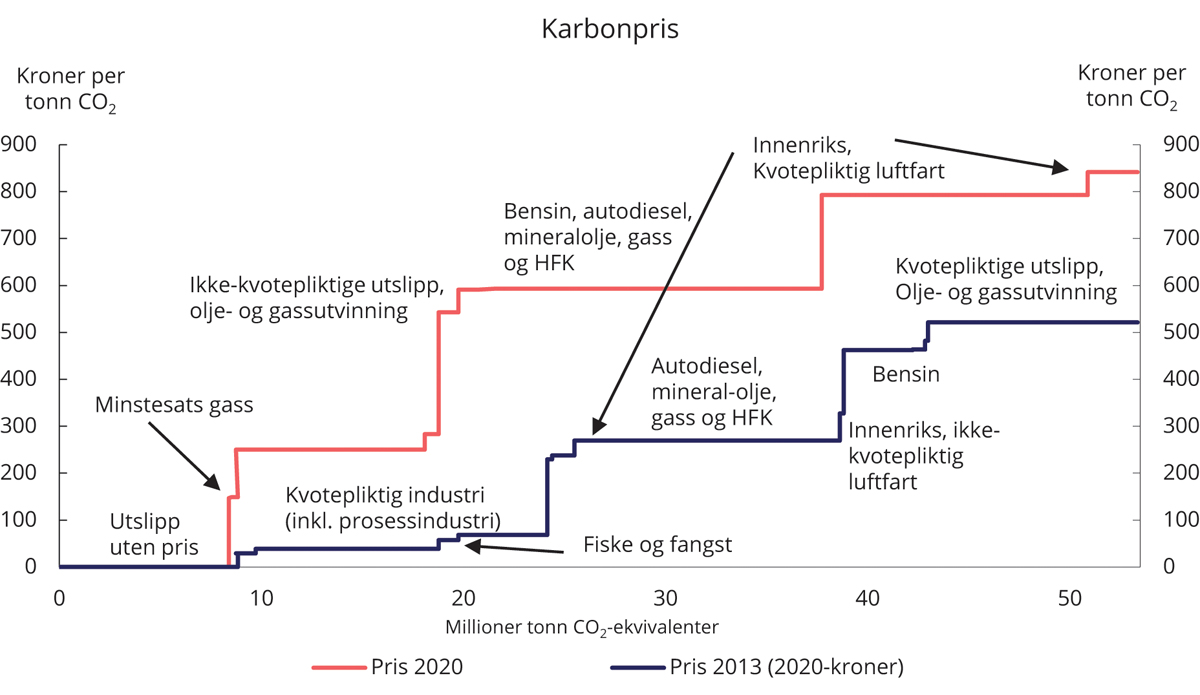 Karbonpris
Kroner per
tonn CO₂
Kroner per
tonn CO₂
900
800
700
600
500
400
300
200
100
0
900
800
700
600
500
400
300
200
100
0
Innenriks,
Kvotepliktig luftfart
Bensin, autodiesel,
mineralolje, gass
og HFK
Ikke-kvotepliktige utslipp,
olje- og gassutvinning
Kvotepliktige utslipp,
Olje- og gassutvinning
Minstesats gass
Autodiesel,
mineral-olje,
gass og HFK
Bensin
Innenriks, ikke-
kvotepliktig
luftfart
Utslipp
uten pris
Kvotepliktig industri
(inkl. prosessindustri)
Fiske og fangst
0 10 20 30 40 50
Millioner tonn CO₂-ekvivalenter
Pris 2020 Pris 2013 (2020-kroner)